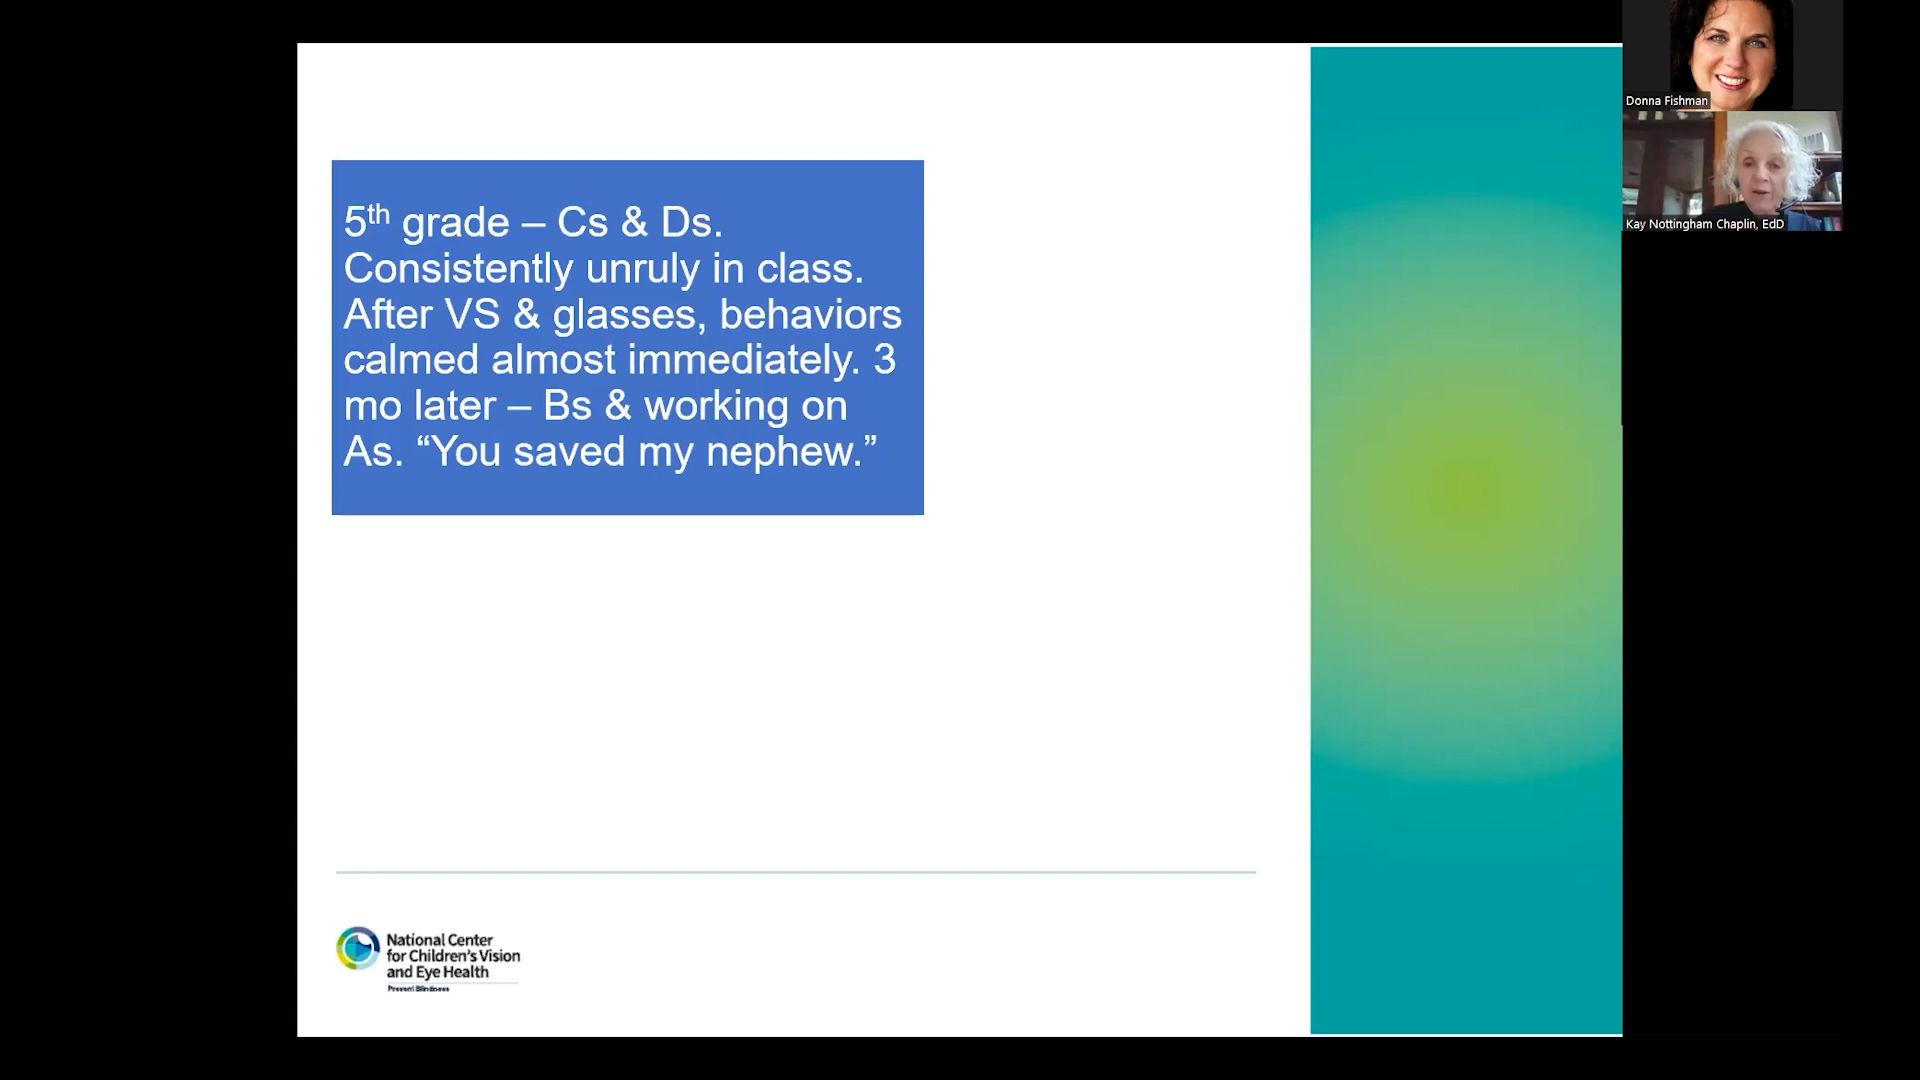 5th grade – Cs & Ds.
Consistently unruly in class.
After VS & glasses, behaviors
calmed almost immediately. 3
mo later – Bs & working on
As. “You saved my nephew.”
National Center
for Children's Vision
and Eye Health
Prevent Blindness
Donna Fishman
Kay Nottingham Chaplin, EdD